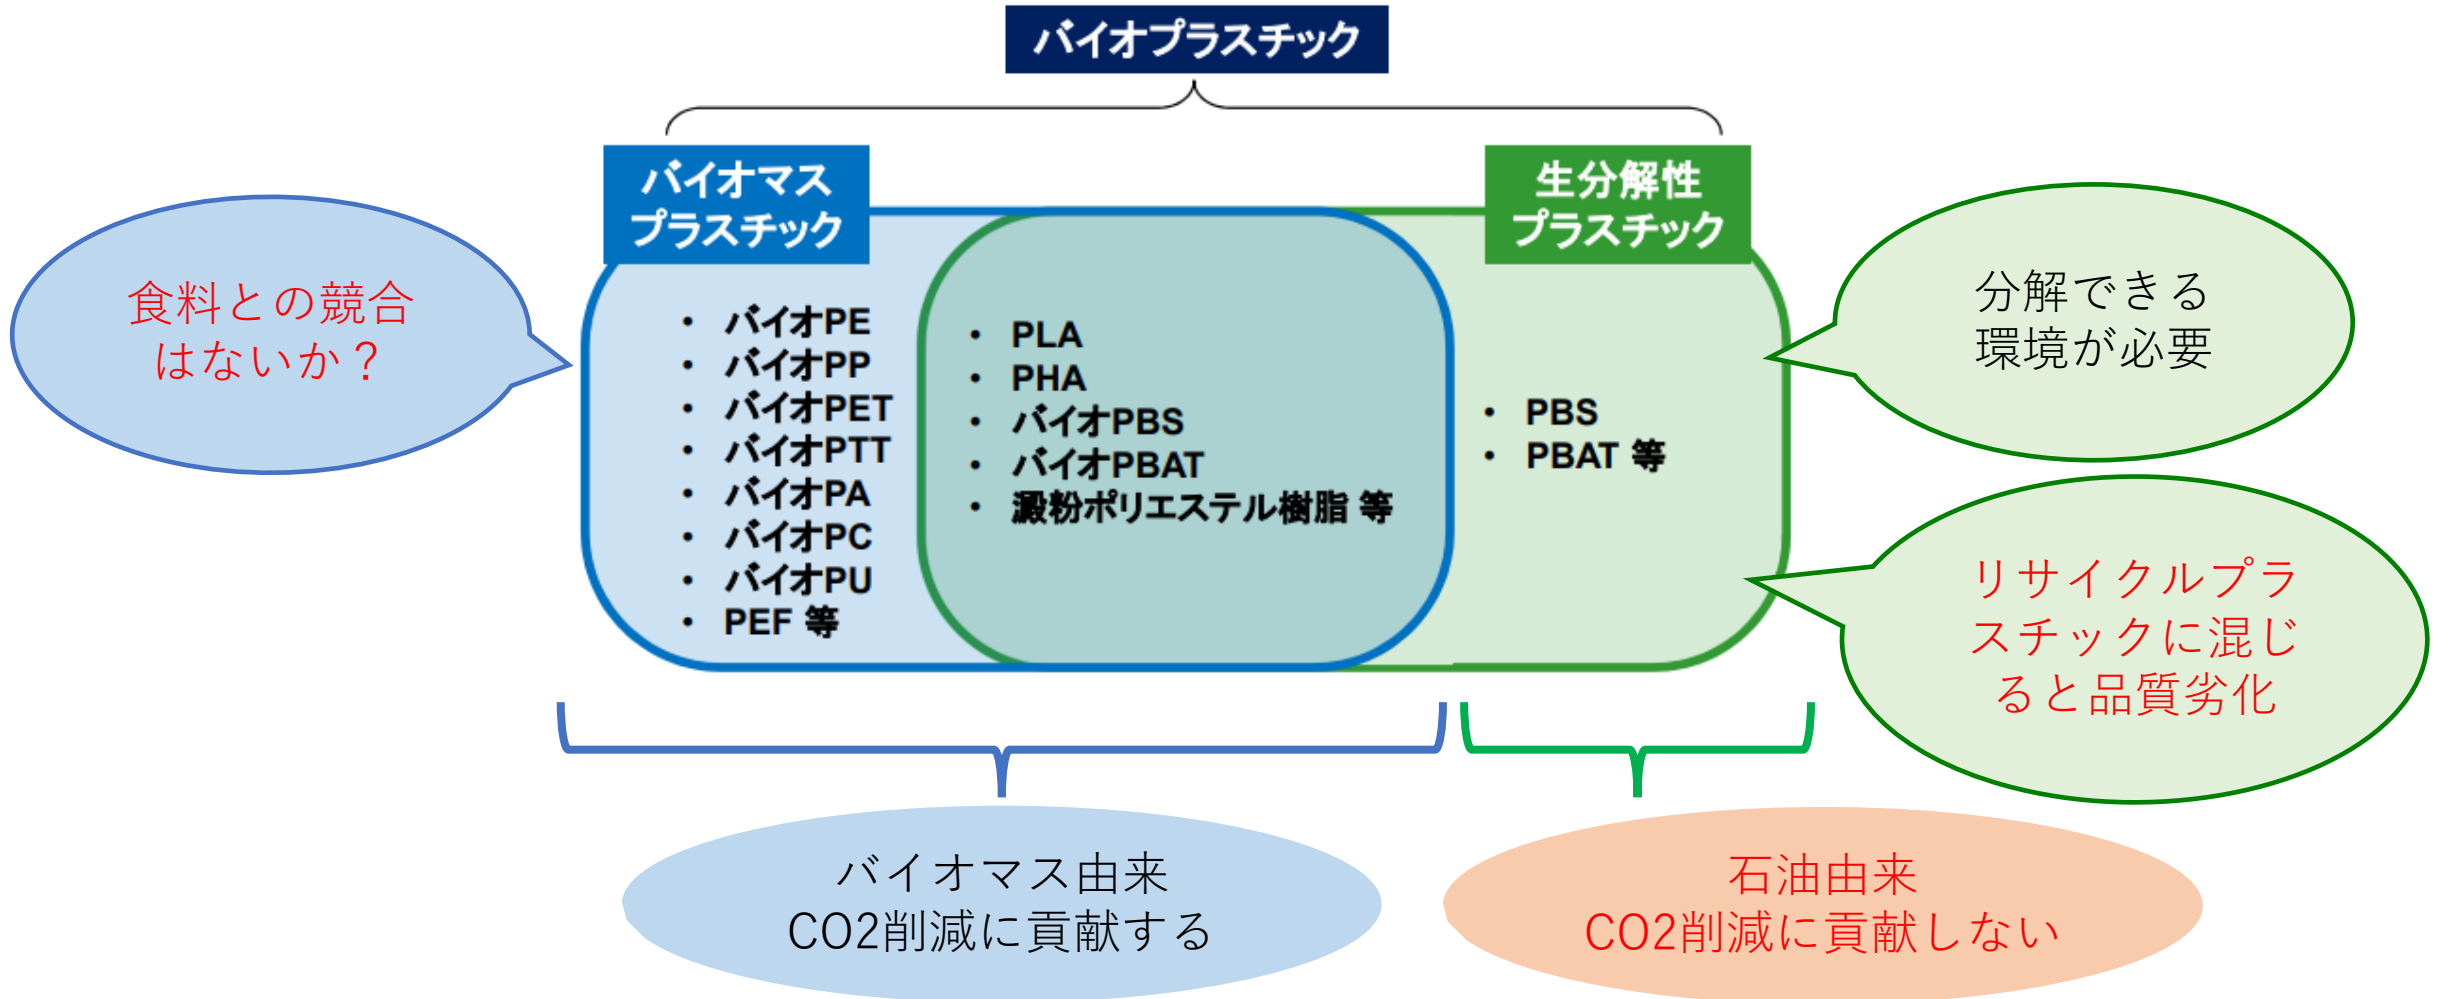 バイオプラスチック
バイオマス
プラスチック
生分解性
プラスチック
食料との競合
はないか？
• バイオPE
• バイオPP
• バイオPET
• バイオPTT
• バイオPA
• バイオPC
• バイオPU
• PEF 等
• PLA
• PHA
• バイオPBS
• バイオPBAT
• 澱粉ポリエステル樹脂 等
• PBS
• PBAT 等
分解できる
環境が必要
リサイクルプラ
スチックに混じ
ると品質劣化
バイオマス由来
CO2削減に貢献する
石油由来
CO2削減に貢献しない